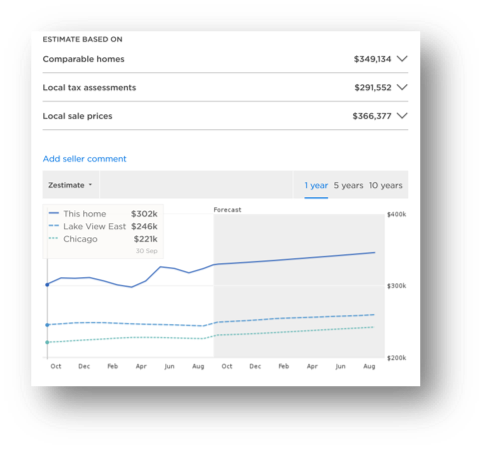 ESTIMATE BASED ON
Comparable homes $349,134
Local tax assessments $291,552
Local sale prices $366,377
Add seller comment
Zestimate 1 year 5 years 10 years
Forecast
This home $302k
Lake View East $246k
Chicago $221k
30 Sep
$400k
$300k
$200k
Oct Dec Feb Apr Jun Aug Oct Dec Feb Apr Jun Aug